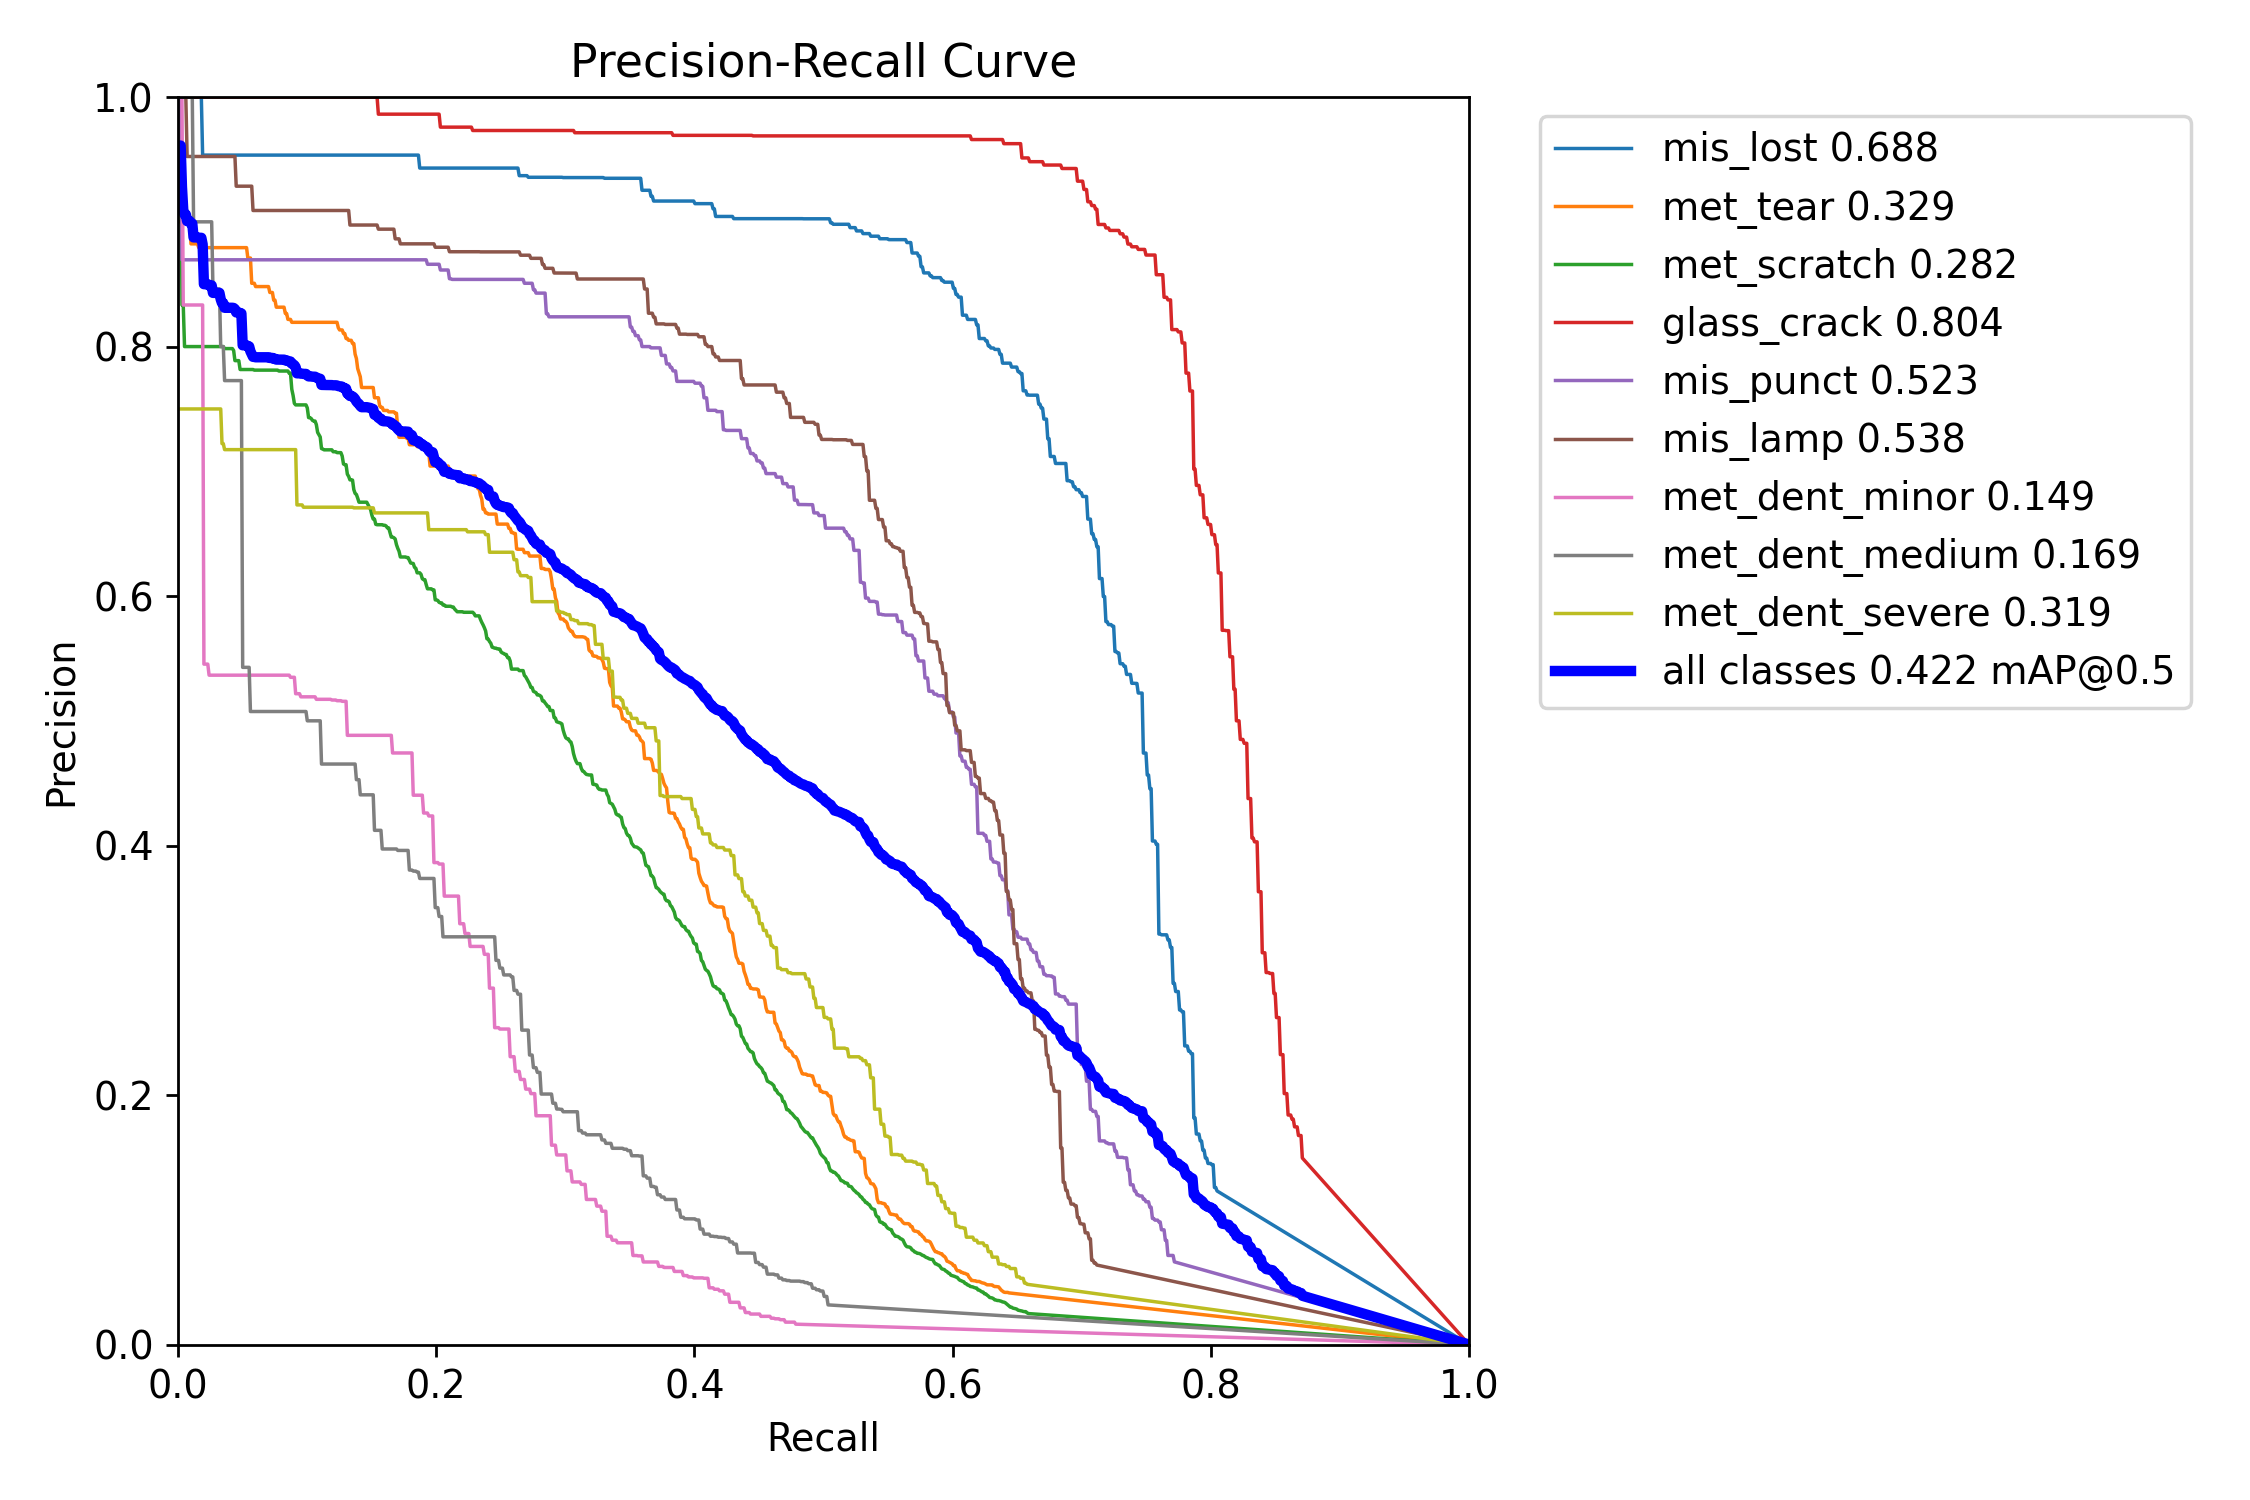 Precision-Recall Curve
1.0
0.8
0.6
0.4
0.2
0.0
Precision
0.0 0.2 0.4 0.6 0.8 1.0
Recall
mis_lost 0.688
met_tear 0.329
met_scratch 0.282
glass_crack 0.804
mis_punct 0.523
mis_lamp 0.538
met_dent_minor 0.149
met_dent_medium 0.169
met_dent_severe 0.319
all classes 0.422 mAP@0.5